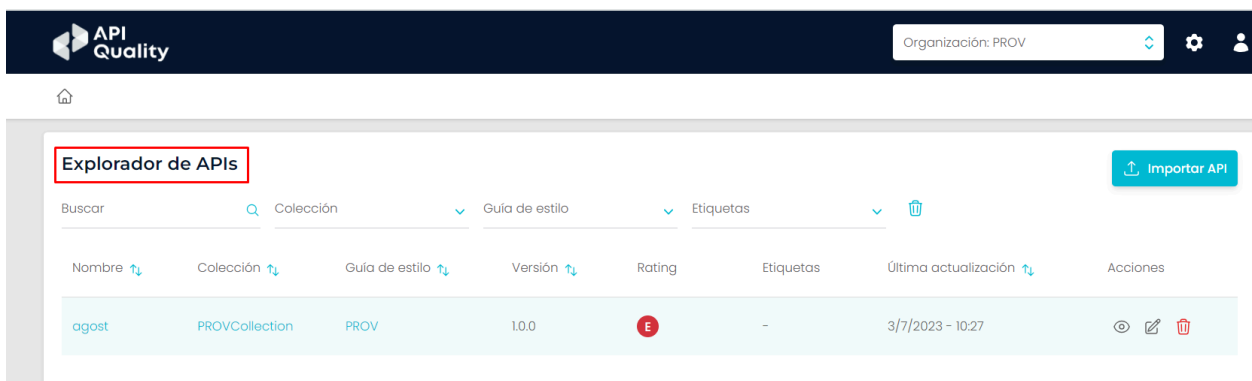 API
Quality
Organización: PROV
Explorador de APIs
Importar API
Buscar Colección Guía de estilo Etiquetas
Nombre Colección Guía de estilo Versión Rating Etiquetas Última actualización Acciones
agost PROVCollection PROV 1.0.0 E - 3/7/2023 - 10:27